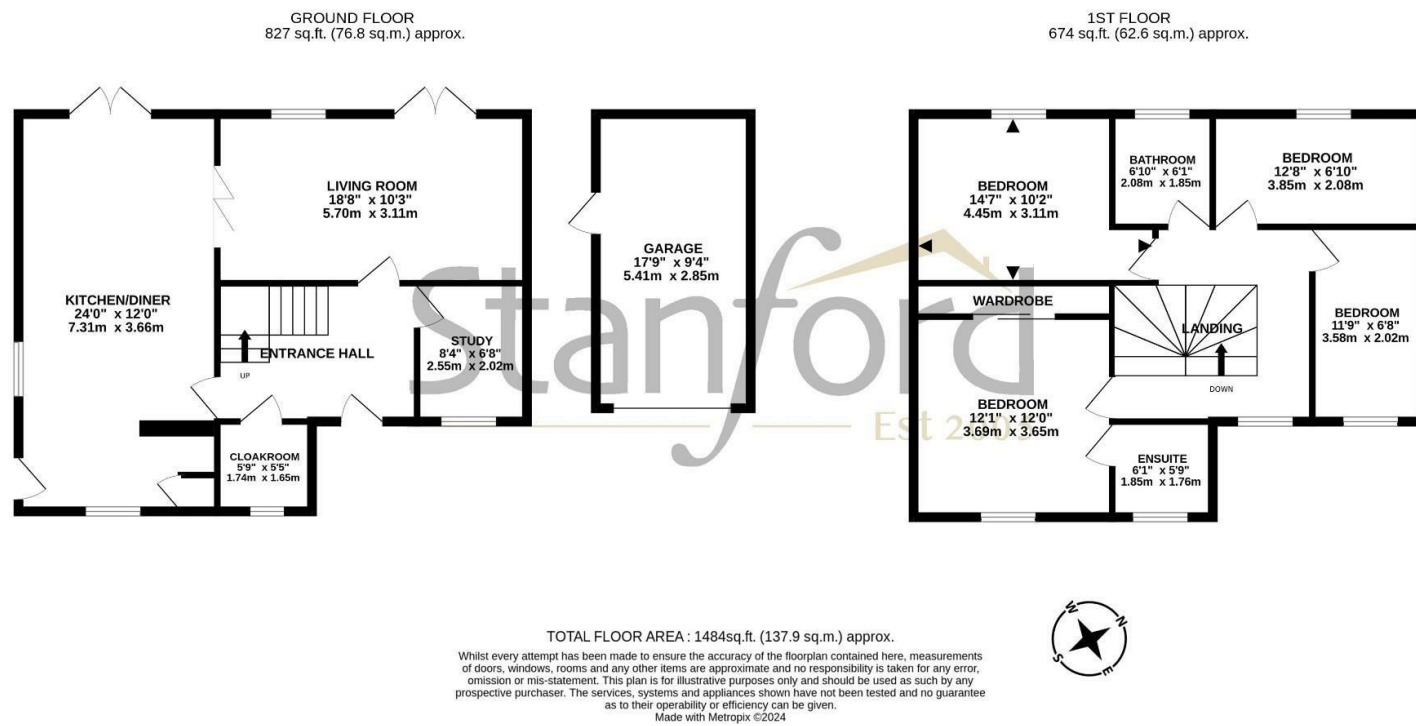 GROUND FLOOR
827 sq.ft. (76.8 sq.m.) approx.
1ST FLOOR
674 sq.ft. (62.6 sq.m.) approx.
KITCHEN/DINER
24'0" x 12'0"
7.31m x 3.66m
LIVING ROOM
18'8" x 10'3"
5.70m x 3.11m
ENTRANCE HALL
UP
STUDY
8'4" x 6'8"
2.55m x 2.02m
CLOAKROOM
5'9" x 5'5"
1.74m x 1.65m
GARAGE
17'9" x 9'4"
5.41m x 2.85m
BEDROOM
14'7" x 10'2"
4.45m x 3.11m
BATHROOM
6'10" x 6'1"
2.08m x 1.85m
BEDROOM
12'8" x 6'10"
3.85m x 2.08m
WARDROBE
LANDING
DOWN
BEDROOM
11'9" x 6'8"
3.58m x 2.02m
BEDROOM
12'1" x 12'0"
3.69m x 3.65m
ENSUITE
6'1" x 5'9"
1.85m x 1.76m
Stanford
Est 2009
W
N
S
E
TOTAL FLOOR AREA : 1484sq.ft. (137.9 sq.m.) approx.
Whilst every attempt has been made to ensure the accuracy of the floorplan contained here, measurements
of doors, windows, rooms and any other items are approximate and no responsibility is taken for any error,
omission or mis-statement. This plan is for illustrative purposes only and should be used as such by any
prospective purchaser. The services, systems and appliances shown have not been tested and no guarantee
as to their operability or efficiency can be given.
Made with Metropix ©2024